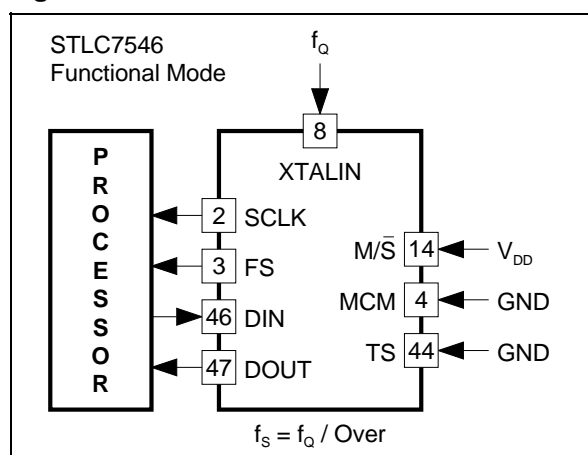 STLC7546
Functional Mode
f_Q
8
XTALIN
PROCESSOR
2 SCLK
3 FS
46 DIN
47 DOUT
M/S̄ 14 V_DD
MCM 4 GND
TS 44 GND
f_S = f_Q / Over